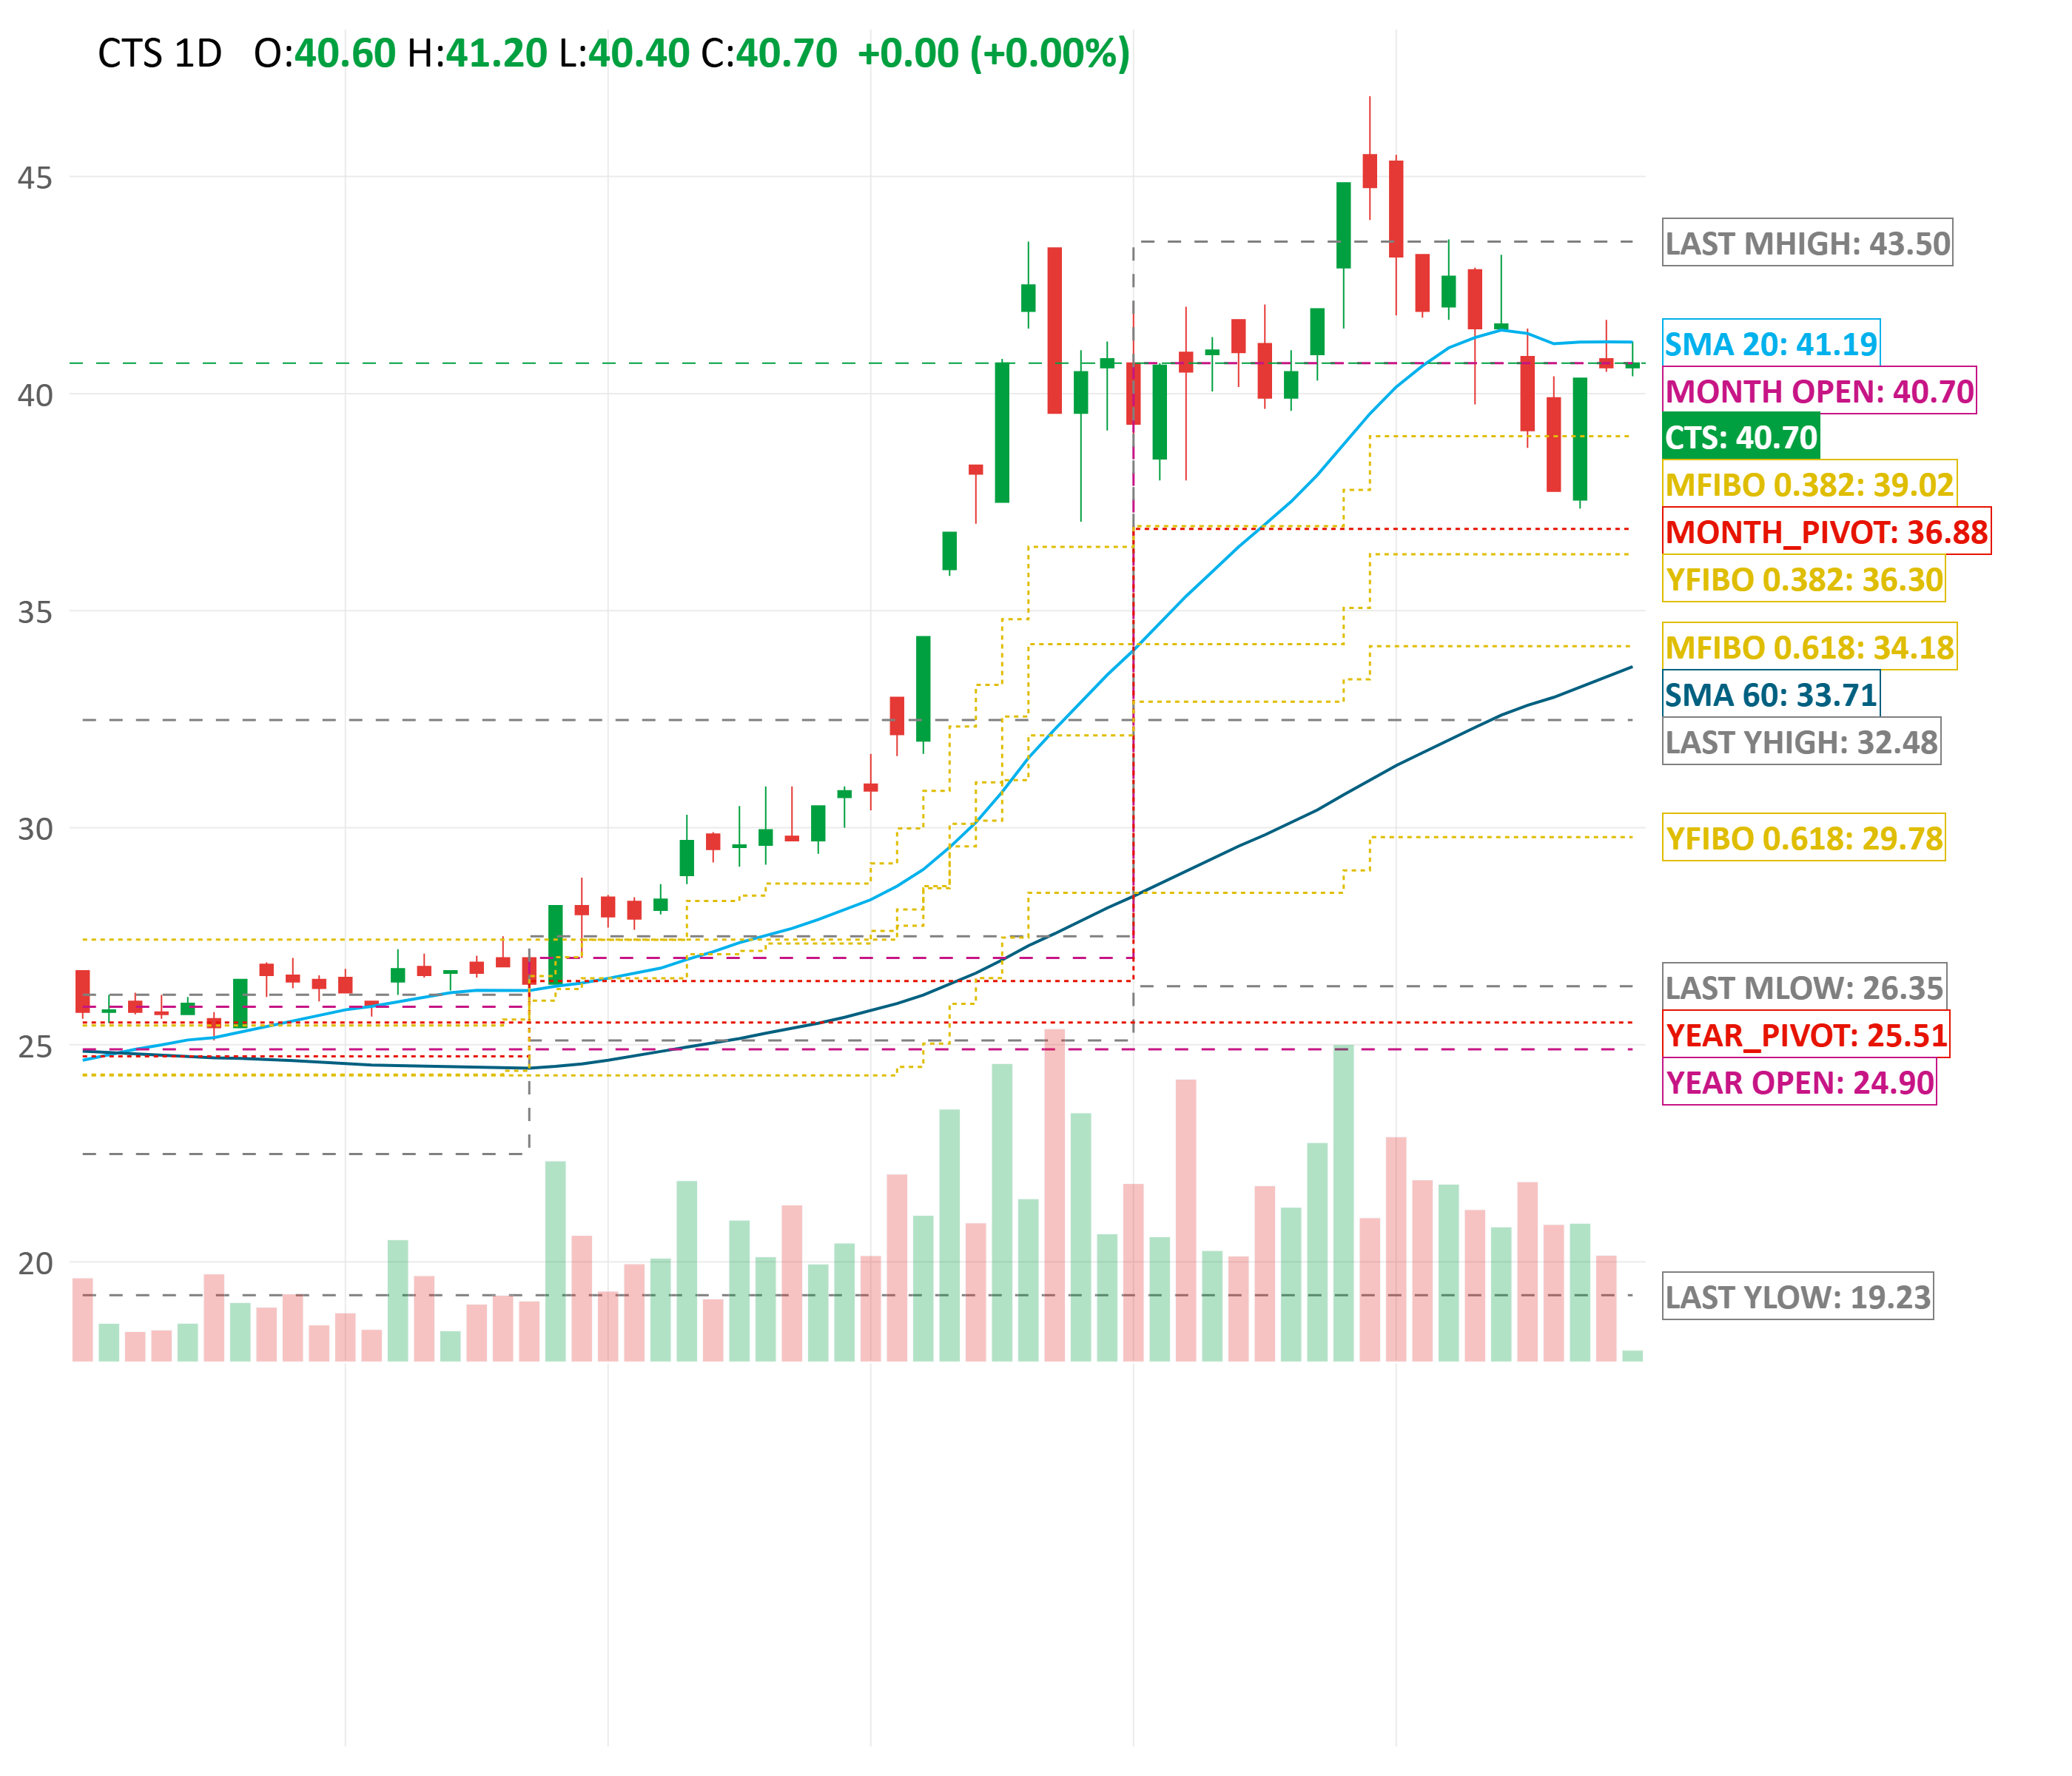 CTS 1D O:40.60 H:41.20 L:40.40 C:40.70 +0.00 (+0.00%)
45
LAST MHIGH: 43.50
SMA 20: 41.19
MONTH OPEN: 40.70
40
CTS: 40.70
MFIBO 0.382: 39.02
MONTH_PIVOT: 36.88
YFIBO 0.382: 36.30
35
MFIBO 0.618: 34.18
SMA 60: 33.71
LAST YHIGH: 32.48
30
YFIBO 0.618: 29.78
LAST MLOW: 26.35
YEAR_PIVOT: 25.51
25
YEAR OPEN: 24.90
20
LAST YLOW: 19.23